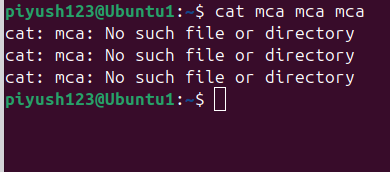 piyush123@Ubuntu1:~$ cat mca mca mca
cat: mca: No such file or directory
cat: mca: No such file or directory
cat: mca: No such file or directory
piyush123@Ubuntu1:~$